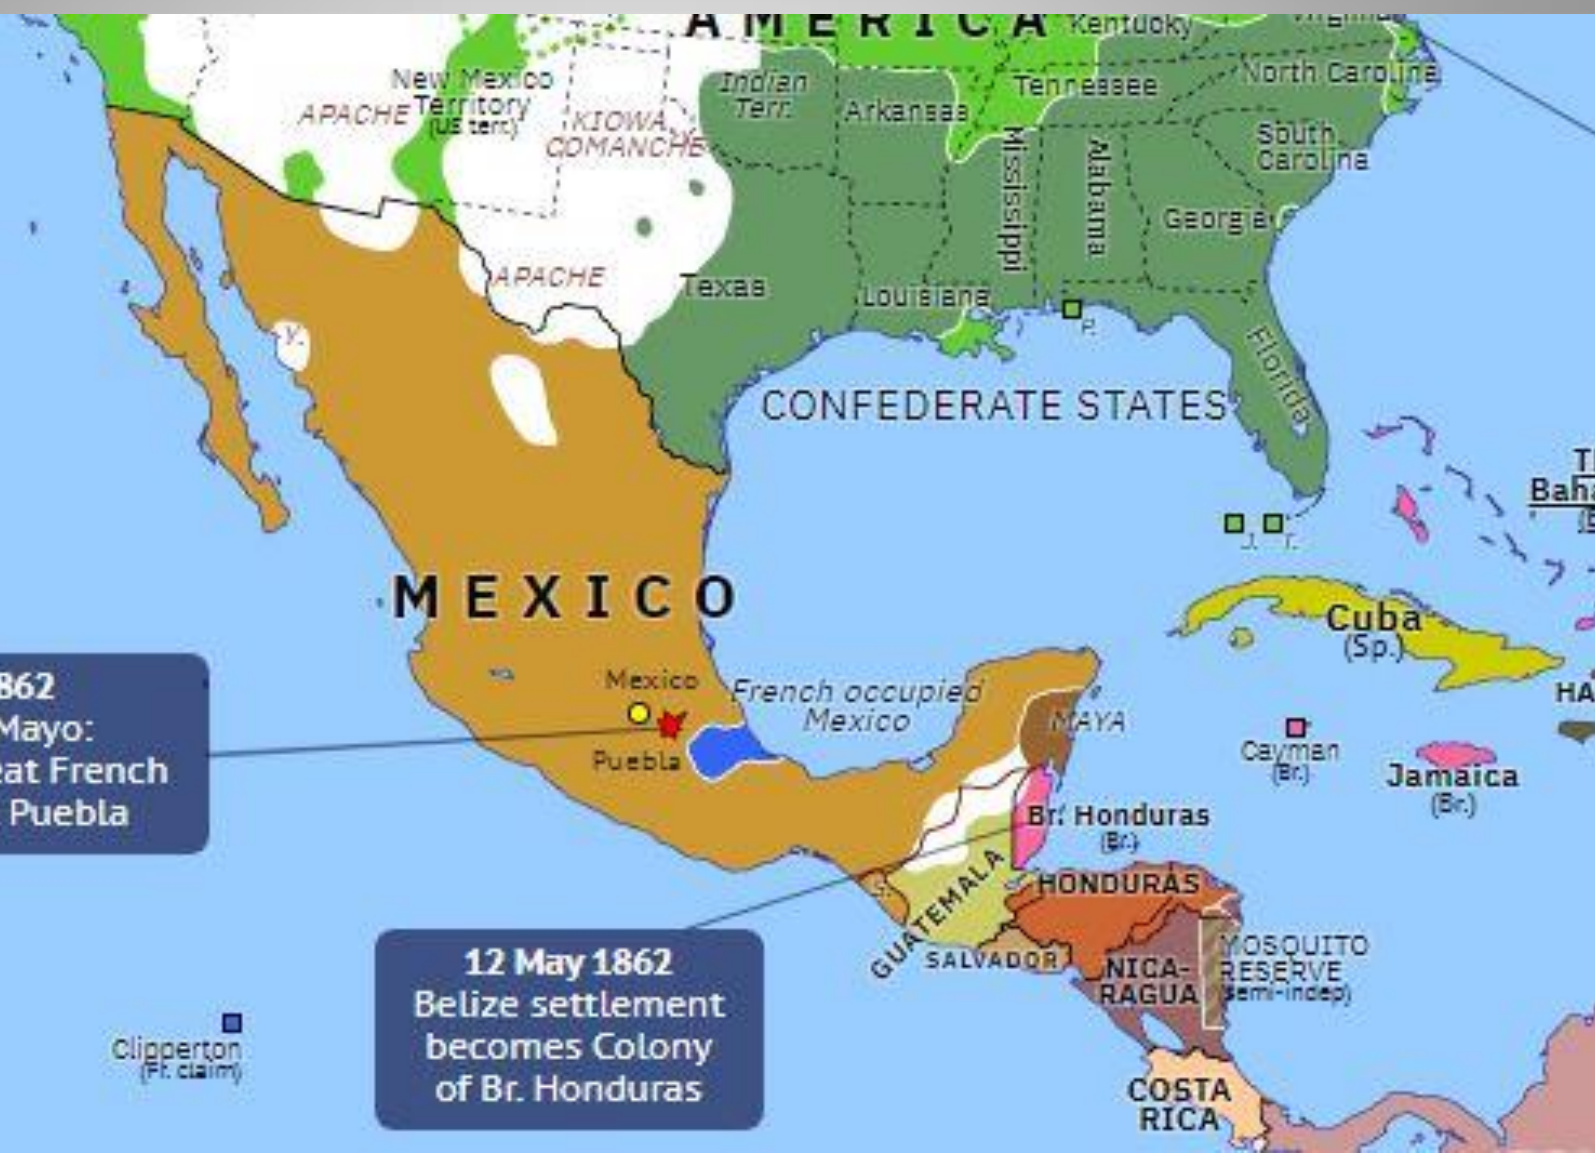 AMERICA
Kentucky
New Mexico
Territory
(US terr.)
APACHE
KIOWA,
COMANCHE
Indian
Terr.
Arkansas
Tennessee
North Carolina
South
Carolina
Mississippi
Alabama
Georgia
APACHE
Texas
Louisiana
P.
Florida
Y.
CONFEDERATE STATES
J.
T.
MEXICO
Cuba
(Sp.)
862
Mayo:
eat French
Puebla
Mexico
Puebla
French occupied
Mexico
MAYA
Cayman
(Br.)
Jamaica
(Br.)
HA
Br. Honduras
(Br.)
S.
GUATEMALA
HONDURAS
SALVADOR
NICA-
RAGUA
MOSQUITO
RESERVE
(semi-indep)
12 May 1862
Belize settlement
becomes Colony
of Br. Honduras
Clipperton
(Fr. claim)
COSTA
RICA